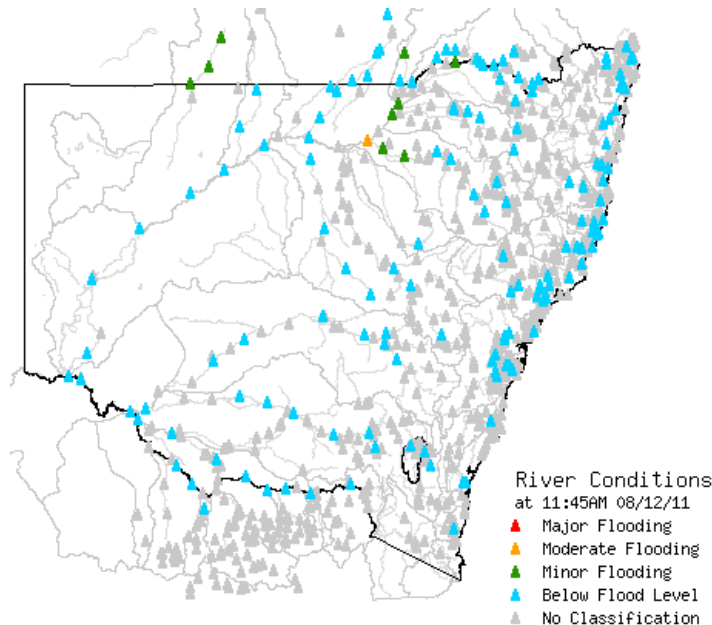 River Conditions
at 11:45AM 08/12/11
Major Flooding
Moderate Flooding
Minor Flooding
Below Flood Level
No Classification